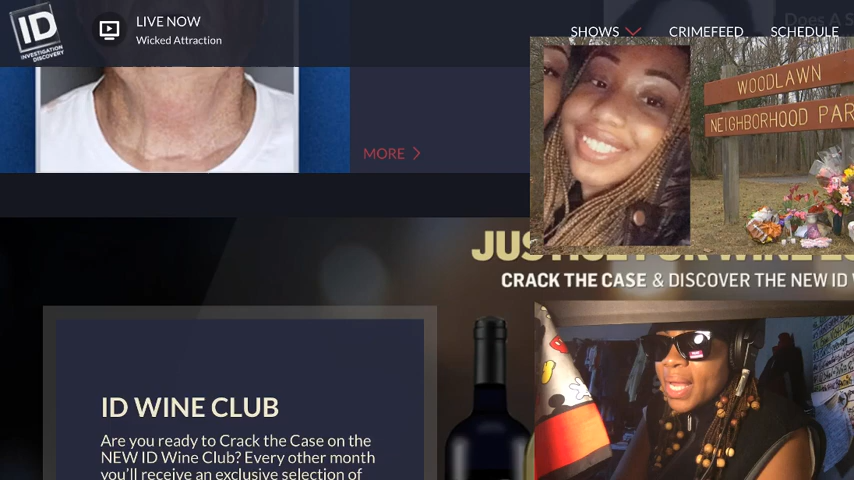 ID
INVESTIGATION
DISCOVERY
LIVE NOW
Wicked Attraction
SHOWS
CRIMEFEED
SCHEDULE
Does A S
WOODLAWN
NEIGHBORHOOD PAR
MORE
CRACK THE CASE & DISCOVER THE NEW ID
ID WINE CLUB
Are you ready to Crack the Case on the
NEW ID Wine Club? Every other month
you'll receive an exclusive selection of